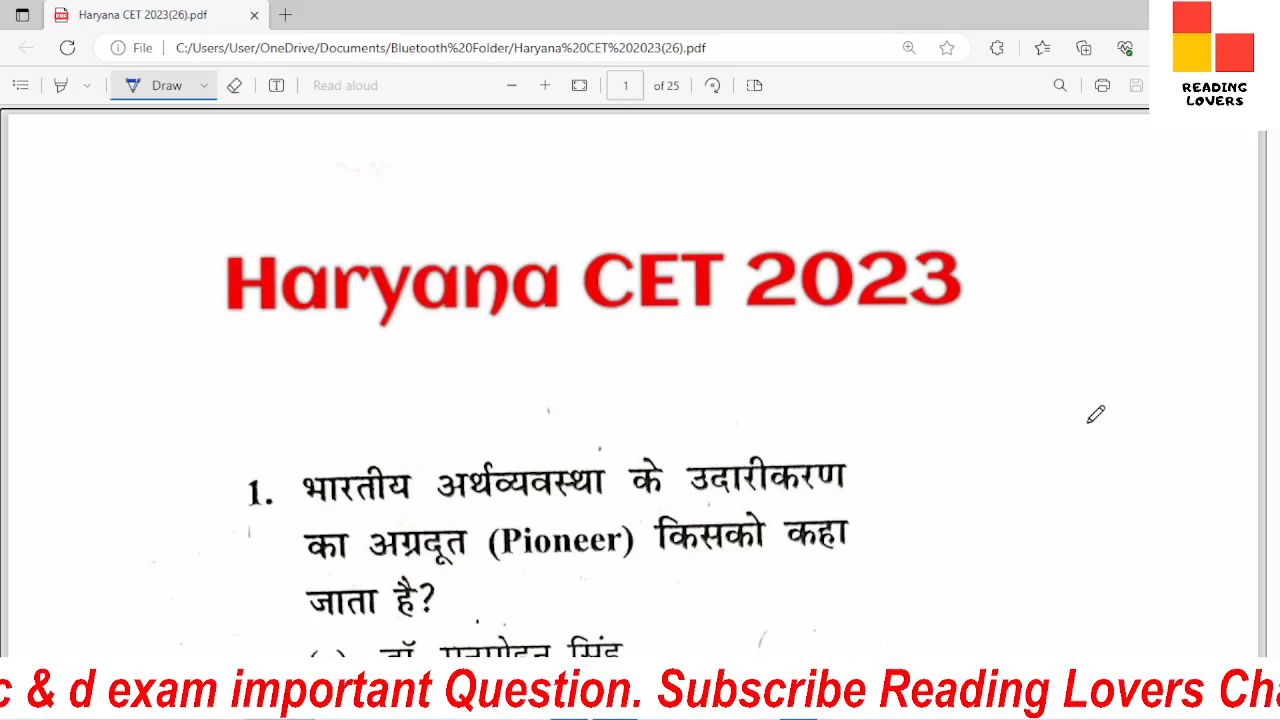 Haryana CET 2023(26).pdf
File C:/Users/User/OneDrive/Documents/Bluetooth%20Folder/Haryana%20CET%202023(26).pdf
Draw Read aloud 1 of 25
READING
LOVERS
Haryana CET 2023
1. भारतीय अर्थव्यवस्था के उदारीकरण
का अग्रदूत (Pioneer) किसको कहा
जाता है?
डॉ. मनमोहन सिंह
c & d exam important Question. Subscribe Reading Lovers Cha